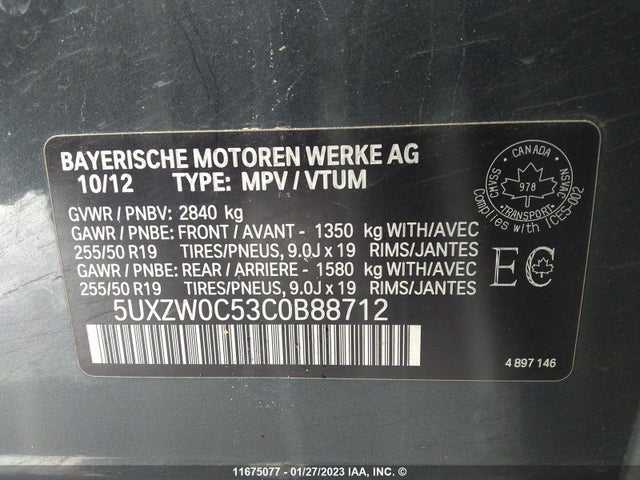 BAYERISCHE MOTOREN WERKE AG
10/12 TYPE: MPV / VTUM
GVWR / PNBV: 2840 kg
GAWR / PNBE: FRONT / AVANT - 1350 kg WITH/AVEC
255/50 R19 TIRES/PNEUS, 9.0J x 19 RIMS/JANTES
GAWR / PNBE: REAR / ARRIERE - 1580 kg WITH/AVEC
255/50 R19 TIRES/PNEUS, 9.0J x 19 RIMS/JANTES
5UXZW0C53C0B88712
CANADA
CMVSS
NSVAC
978
TRANSPORT
Complies with ICES-002
EC
4 897 146
11675077 - 01/27/2023 IAA, Inc. ©